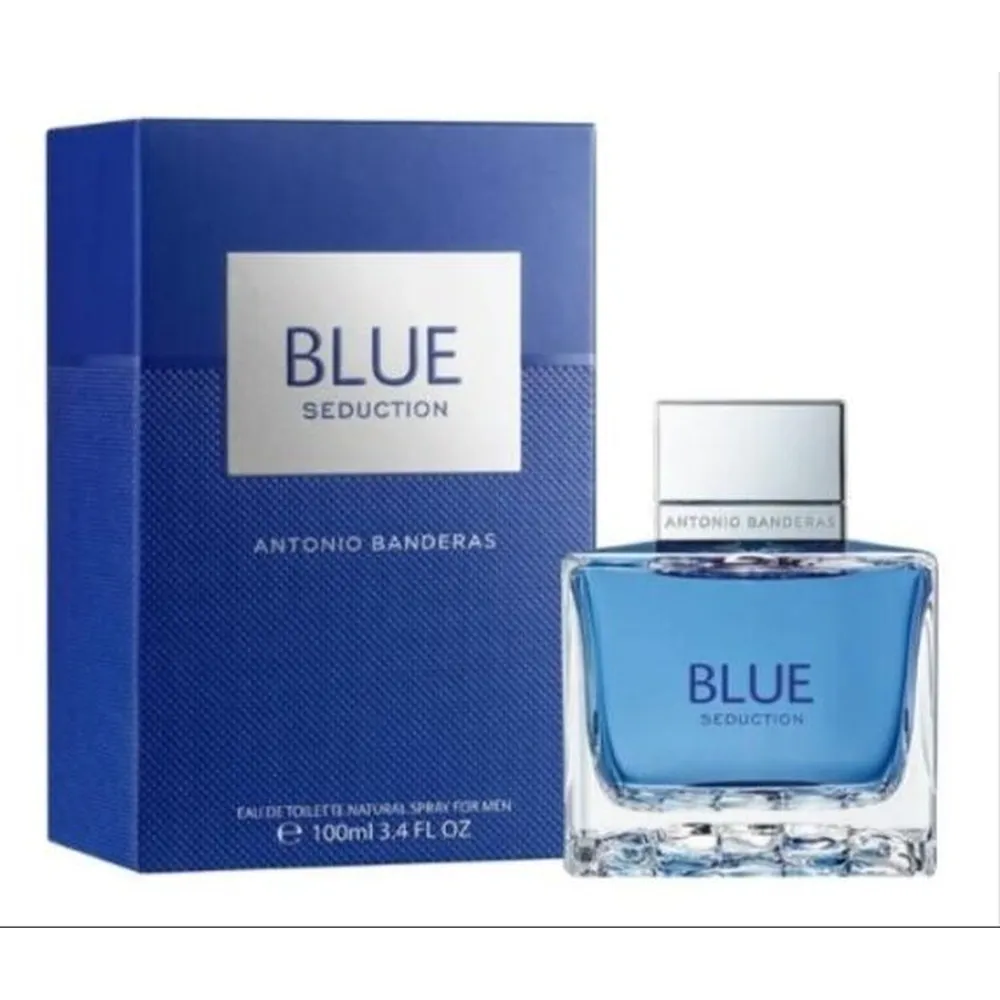 BLUE
SEDUCTION
ANTONIO BANDERAS
EAU DE TOILETTE NATURAL SPRAY FOR MEN
℮ 100ml 3.4 FL OZ
ANTONIO BANDERAS
BLUE
SEDUCTION